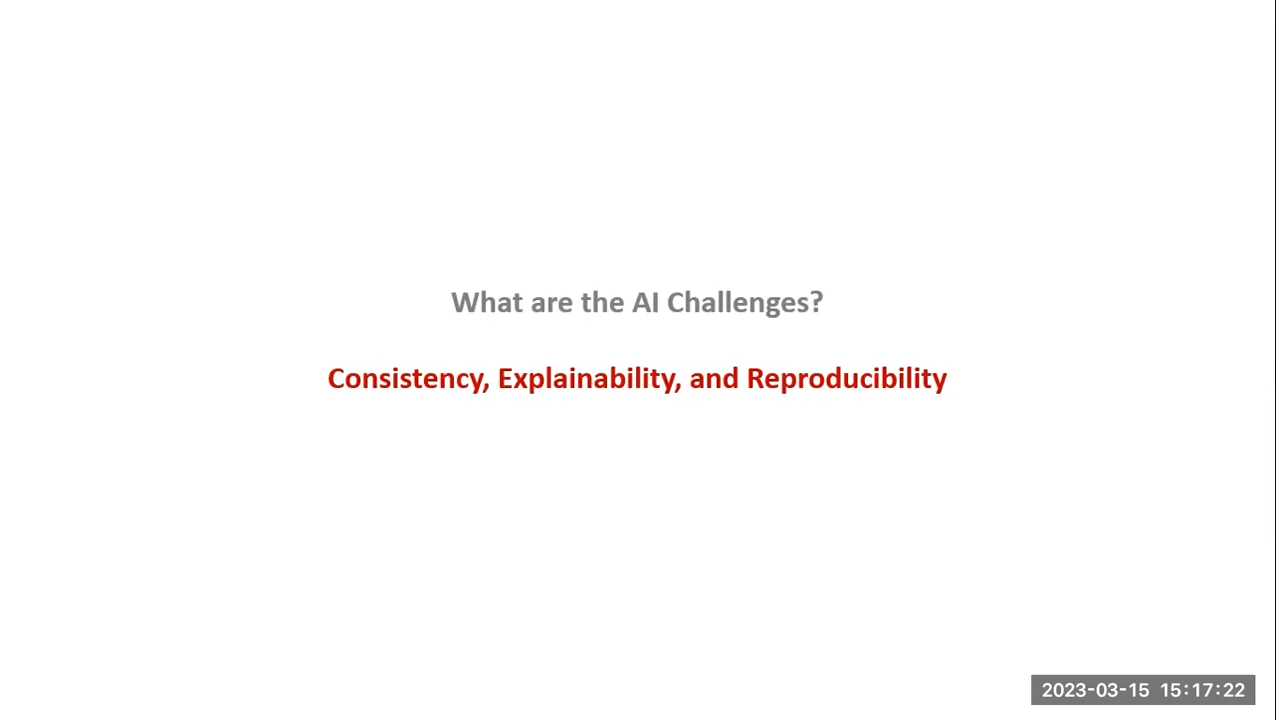 What are the AI Challenges?
Consistency, Explainability, and Reproducibility
2023-03-15 15:17:22